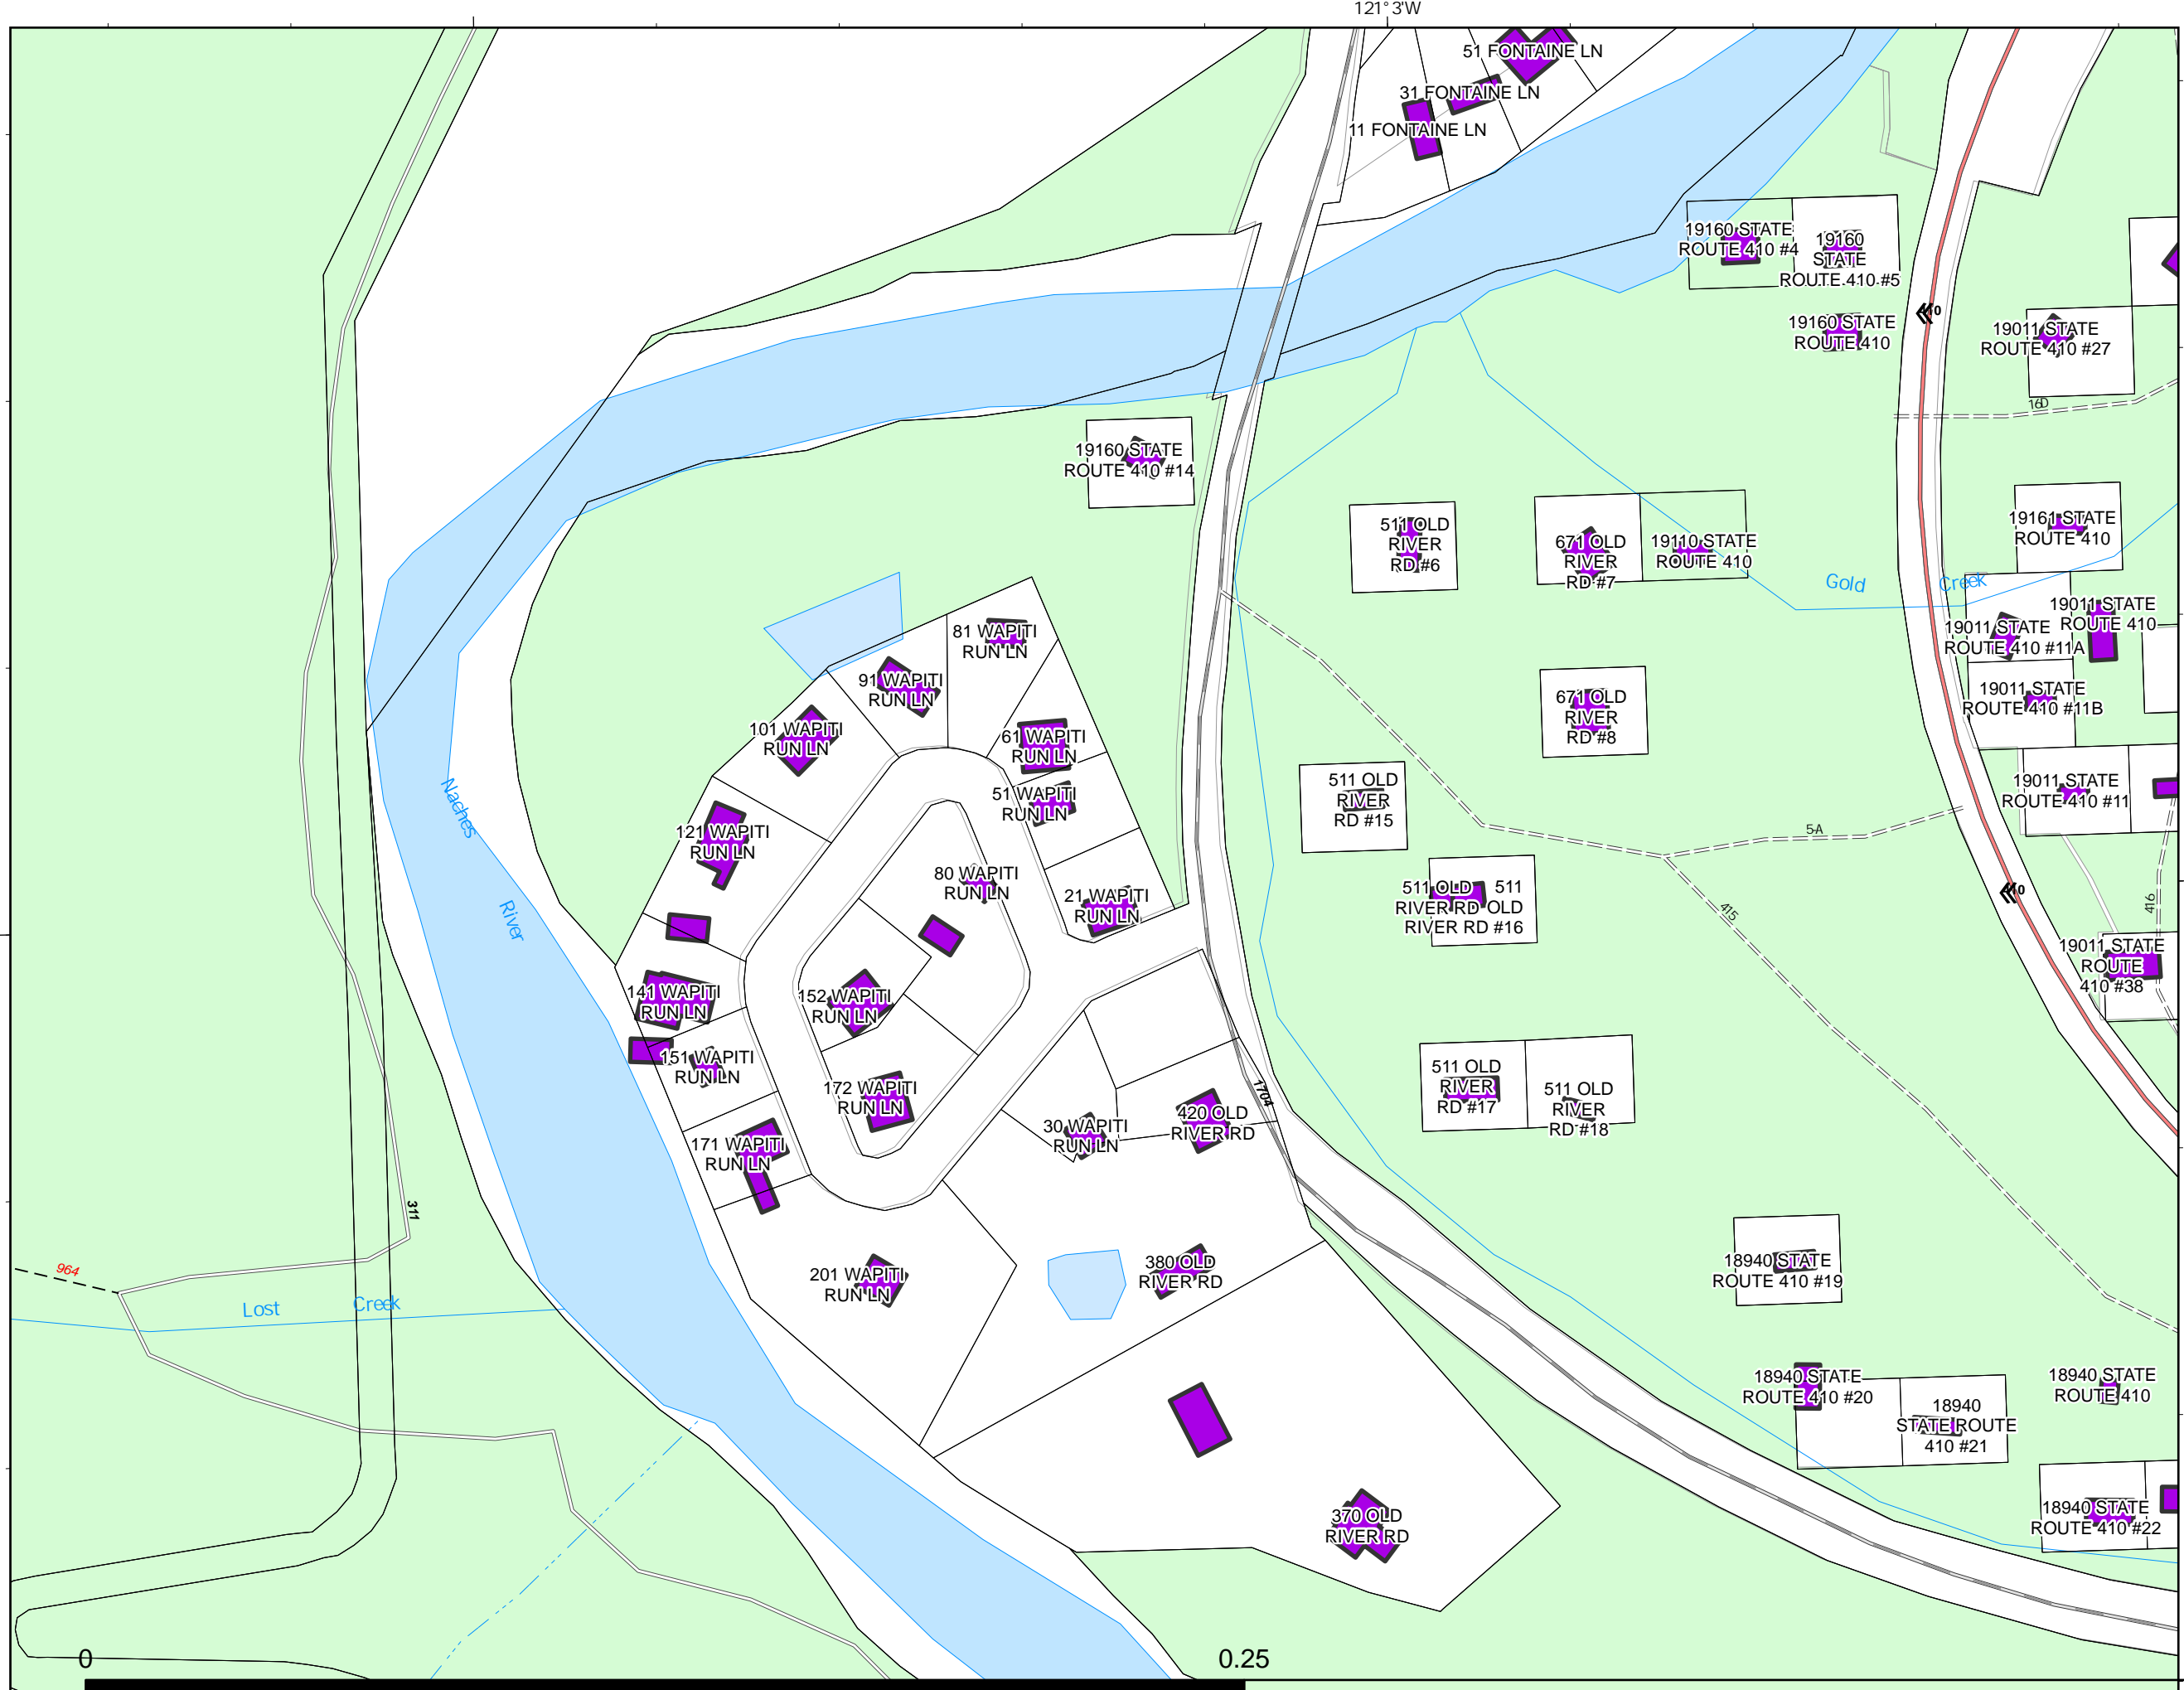 121°3'W
51 FONTAINE LN
31 FONTAINE LN
11 FONTAINE LN
19160 STATE
ROUTE 410 #4
19160
STATE
ROUTE 410 #5
19160 STATE
ROUTE 410
19011 STATE
ROUTE 410 #27
16D
19160 STATE
ROUTE 410 #14
511 OLD
RIVER
RD #6
671 OLD
RIVER
RD #7
19110 STATE
ROUTE 410
19161 STATE
ROUTE 410
Gold
Creek
19011 STATE
ROUTE 410
19011 STATE
ROUTE 410 #11A
19011 STATE
ROUTE 410 #11B
81 WAPITI
RUN LN
91 WAPITI
RUN LN
101 WAPITI
RUN LN
61 WAPITI
RUN LN
51 WAPITI
RUN LN
671 OLD
RIVER
RD #8
511 OLD
RIVER
RD #15
19011 STATE
ROUTE 410 #11
Naches
River
121 WAPITI
RUN LN
80 WAPITI
RUN LN
21 WAPITI
RUN LN
5-A
511 OLD
RIVER RD
511
OLD
RIVER RD #16
415
416
19011 STATE
ROUTE
410 #38
141 WAPITI
RUN LN
152 WAPITI
RUN LN
151 WAPITI
RUN LN
172 WAPITI
RUN LN
171 WAPITI
RUN LN
30 WAPITI
RUN LN
420 OLD
RIVER RD
1704
511 OLD
RIVER
RD #17
511 OLD
RIVER
RD #18
311
964
Lost
Creek
201 WAPITI
RUN LN
380 OLD
RIVER RD
18940 STATE
ROUTE 410 #19
18940 STATE
ROUTE 410 #20
18940
STATE ROUTE
410 #21
18940 STATE
ROUTE 410
18940 STATE
ROUTE 410 #22
370 OLD
RIVER RD
0
0.25